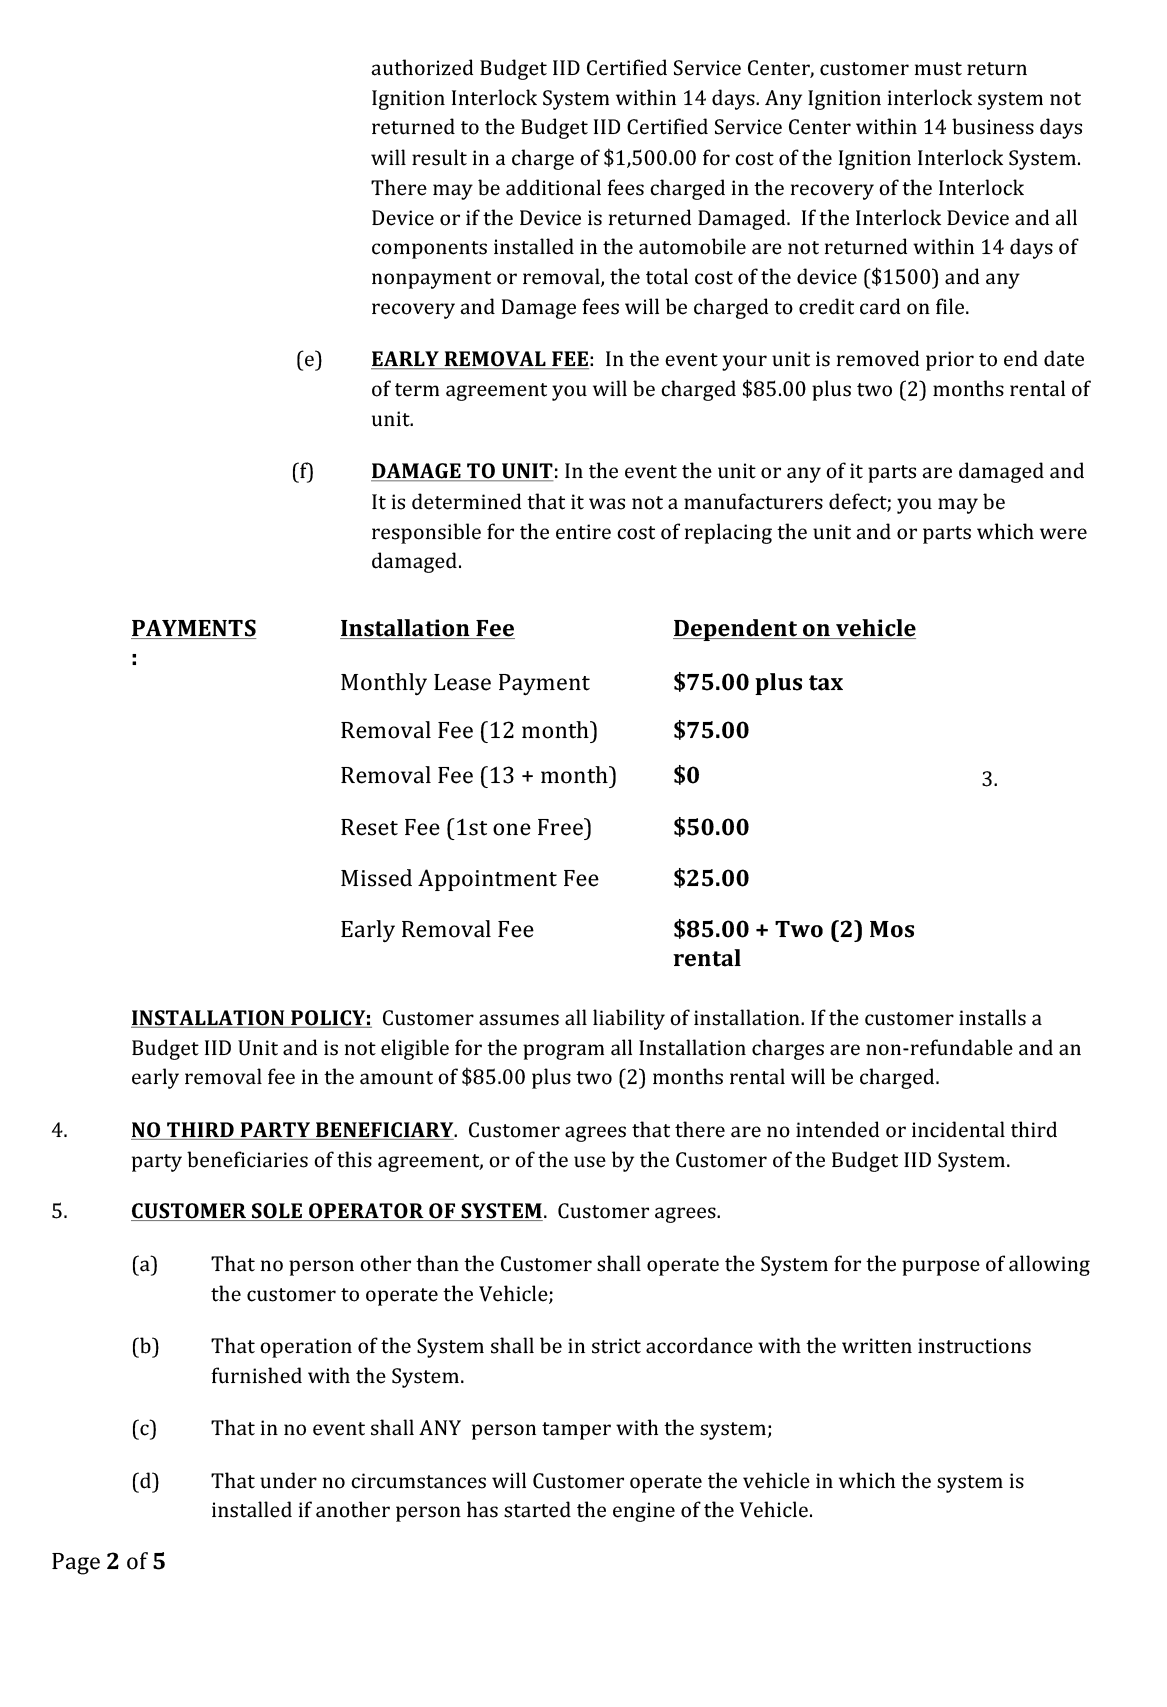 authorized Budget IID Certified Service Center, customer must return
Ignition Interlock System within 14 days. Any Ignition interlock system not
returned to the Budget IID Certified Service Center within 14 business days
will result in a charge of $1,500.00 for cost of the Ignition Interlock System.
There may be additional fees charged in the recovery of the Interlock
Device or if the Device is returned Damaged.  If the Interlock Device and all
components installed in the automobile are not returned within 14 days of
nonpayment or removal, the total cost of the device ($1500) and any
recovery and Damage fees will be charged to credit card on file.
(e) EARLY REMOVAL FEE:  In the event your unit is removed prior to end date
of term agreement you will be charged $85.00 plus two (2) months rental of
unit.
(f) DAMAGE TO UNIT: In the event the unit or any of it parts are damaged and
It is determined that it was not a manufacturers defect; you may be
responsible for the entire cost of replacing the unit and or parts which were
damaged.
PAYMENTS Installation Fee Dependent on vehicle
:
Monthly Lease Payment $75.00 plus tax
Removal Fee (12 month) $75.00
Removal Fee (13 + month) $0 3.
Reset Fee (1st one Free) $50.00
Missed Appointment Fee $25.00
Early Removal Fee $85.00 + Two (2) Mos
rental
INSTALLATION POLICY:  Customer assumes all liability of installation. If the customer installs a
Budget IID Unit and is not eligible for the program all Installation charges are non-refundable and an
early removal fee in the amount of $85.00 plus two (2) months rental will be charged.
4. NO THIRD PARTY BENEFICIARY.  Customer agrees that there are no intended or incidental third
party beneficiaries of this agreement, or of the use by the Customer of the Budget IID System.
5. CUSTOMER SOLE OPERATOR OF SYSTEM.  Customer agrees.
(a) That no person other than the Customer shall operate the System for the purpose of allowing
the customer to operate the Vehicle;
(b) That operation of the System shall be in strict accordance with the written instructions
furnished with the System.
(c) That in no event shall ANY  person tamper with the system;
(d) That under no circumstances will Customer operate the vehicle in which the system is
installed if another person has started the engine of the Vehicle.
Page 2 of 5